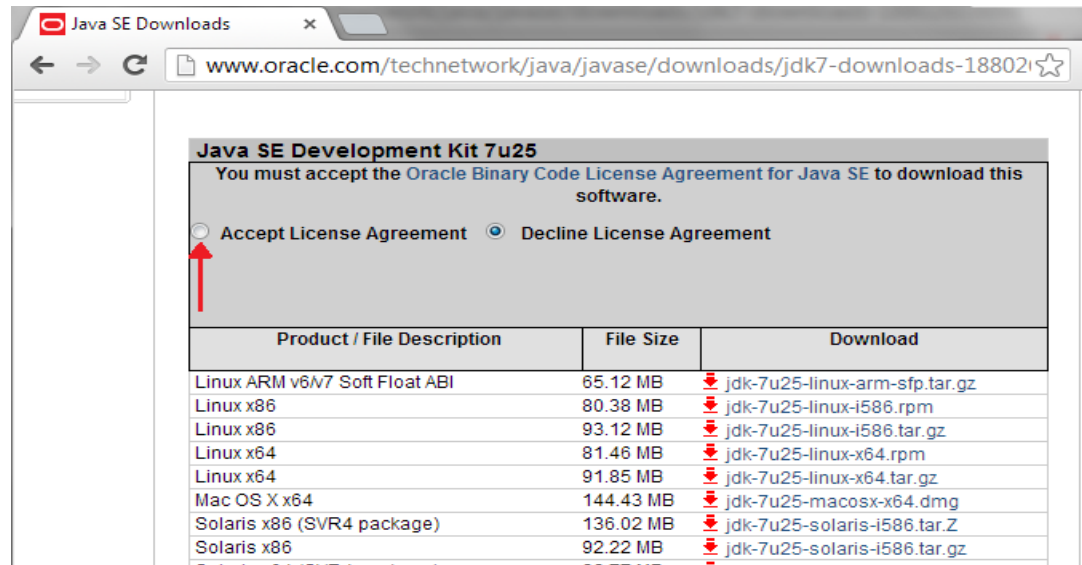 Java SE Downloads
www.oracle.com/technetwork/java/javase/downloads/jdk7-downloads-18802
Java SE Development Kit 7u25
You must accept the Oracle Binary Code License Agreement for Java SE to download this
software.
Accept License Agreement Decline License Agreement
Product / File Description File Size Download
Linux ARM v6/v7 Soft Float ABI 65.12 MB jdk-7u25-linux-arm-sfp.tar.gz
Linux x86 80.38 MB jdk-7u25-linux-i586.rpm
Linux x86 93.12 MB jdk-7u25-linux-i586.tar.gz
Linux x64 81.46 MB jdk-7u25-linux-x64.rpm
Linux x64 91.85 MB jdk-7u25-linux-x64.tar.gz
Mac OS X x64 144.43 MB jdk-7u25-macosx-x64.dmg
Solaris x86 (SVR4 package) 136.02 MB jdk-7u25-solaris-i586.tar.Z
Solaris x86 92.22 MB jdk-7u25-solaris-i586.tar.gz